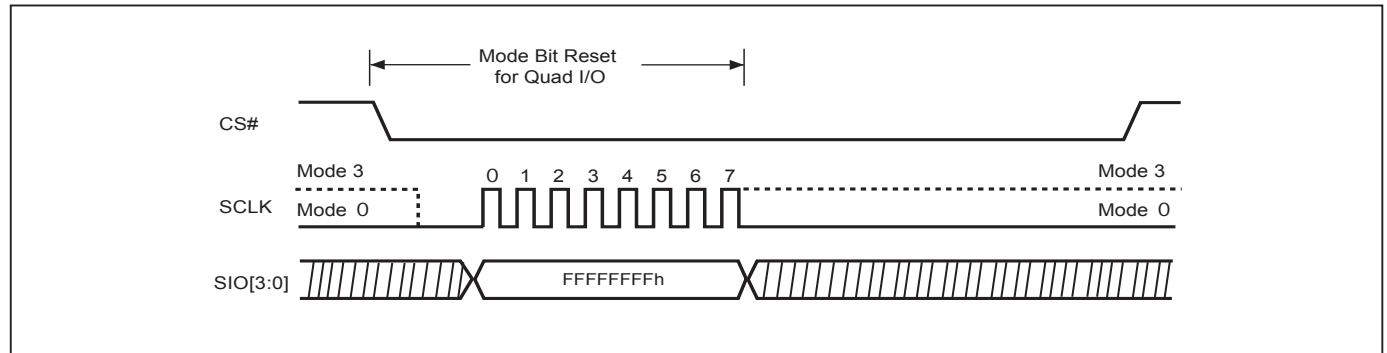 Mode Bit Reset
for Quad I/O
CS#
Mode 3
0 1 2 3 4 5 6 7
Mode 3
SCLK
Mode 0
Mode 0
SIO[3:0]
FFFFFFFFh